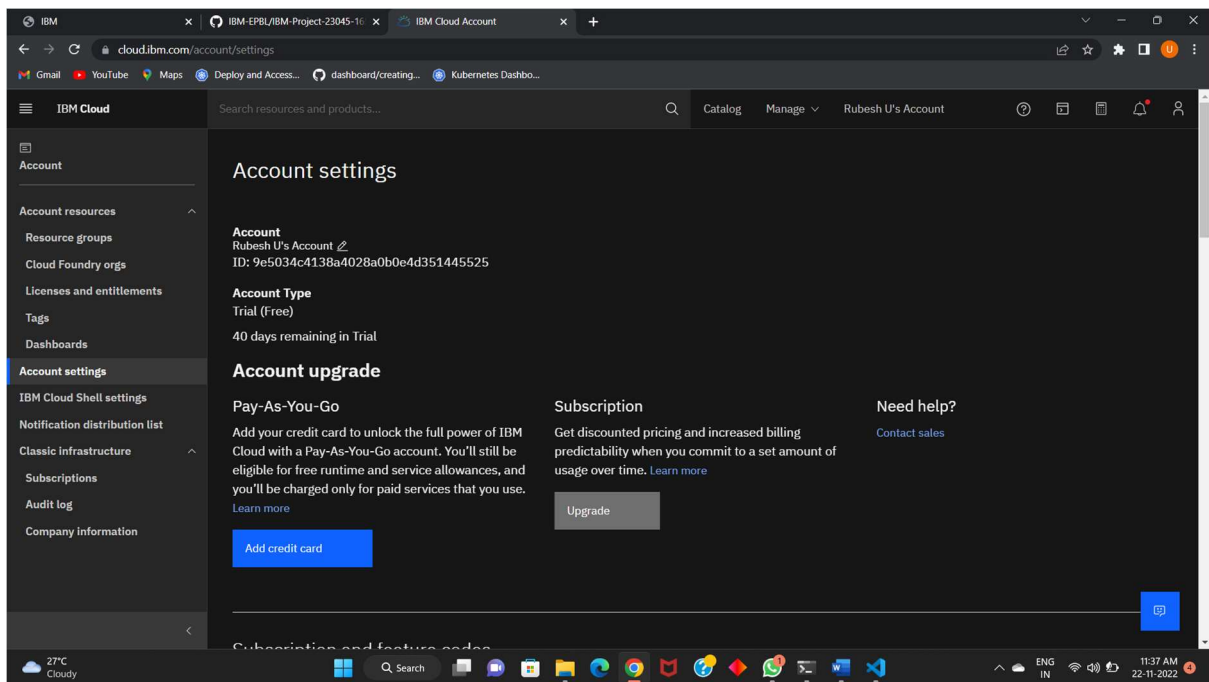 IBM
IBM-EPBL/IBM-Project-23045-16
IBM Cloud Account
cloud.ibm.com/account/settings
U
Gmail
YouTube
Maps
Deploy and Access...
dashboard/creating...
Kubernetes Dashbo...
IBM Cloud
Search resources and products...
Catalog
Manage
Rubesh U's Account
Account
Account resources
Resource groups
Cloud Foundry orgs
Licenses and entitlements
Tags
Dashboards
Account settings
IBM Cloud Shell settings
Notification distribution list
Classic infrastructure
Subscriptions
Audit log
Company information
Account settings
Account
Rubesh U's Account
ID: 9e5034c4138a4028a0b0e4d351445525
Account Type
Trial (Free)
40 days remaining in Trial
Account upgrade
Pay-As-You-Go
Add your credit card to unlock the full power of IBM
Cloud with a Pay-As-You-Go account. You'll still be
eligible for free runtime and service allowances, and
you'll be charged only for paid services that you use.
Learn more
Add credit card
Subscription
Get discounted pricing and increased billing
predictability when you commit to a set amount of
usage over time. Learn more
Upgrade
Need help?
Contact sales
Subscription and feature codes
27°C
Cloudy
Search
ENG
IN
11:37 AM
22-11-2022
4